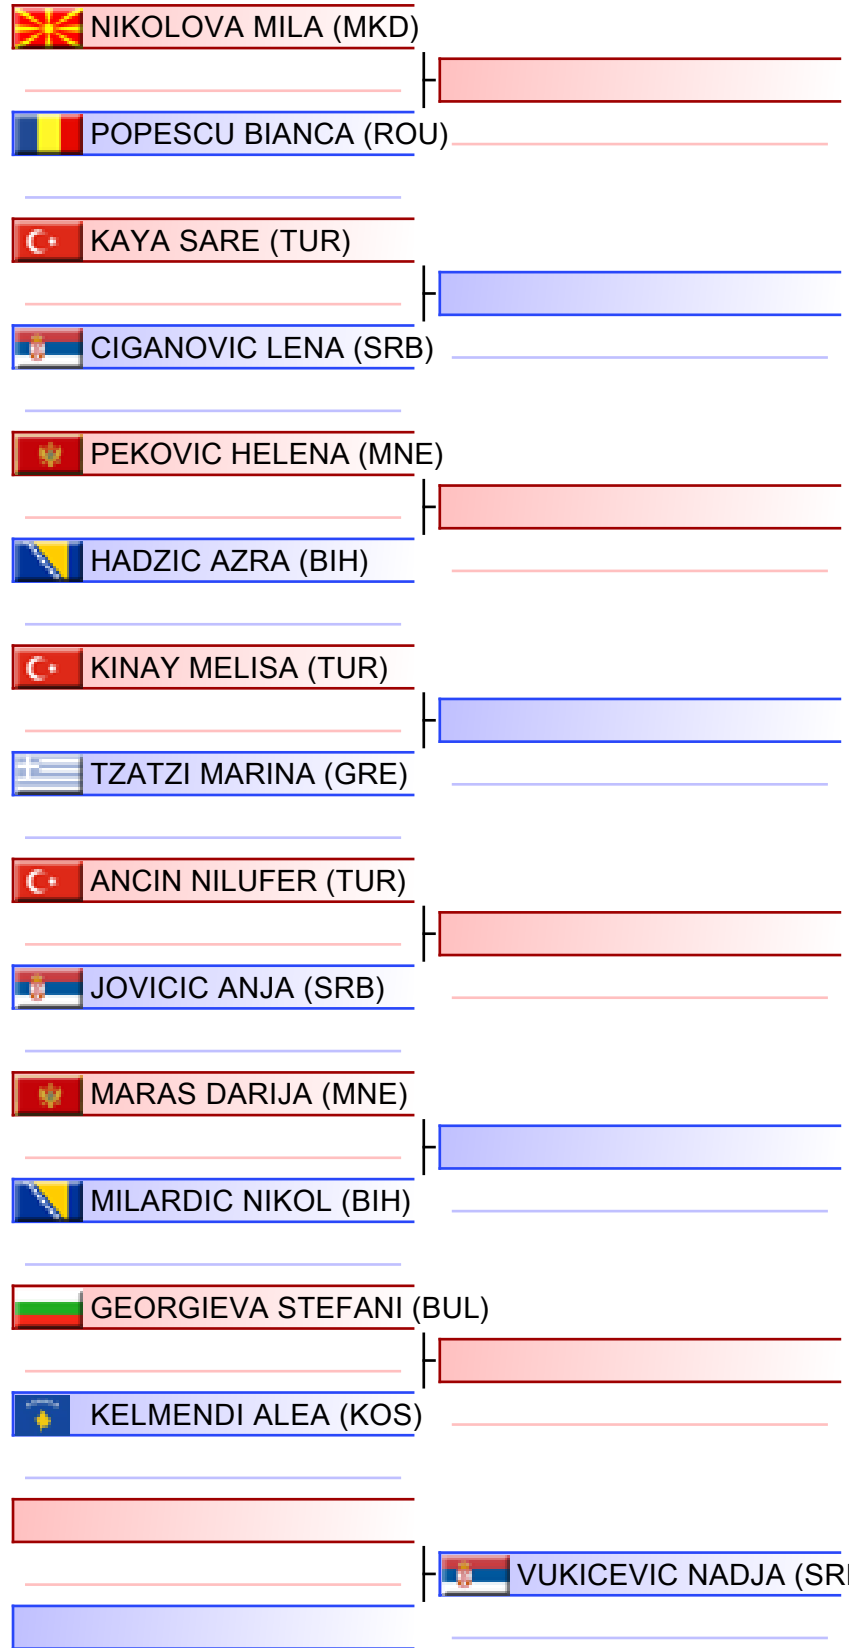 NIKOLOVA MILA (MKD)
POPESCU BIANCA (ROU)
KAYA SARE (TUR)
CIGANOVIC LENA (SRB)
PEKOVIC HELENA (MNE)
HADZIC AZRA (BIH)
KINAY MELISA (TUR)
TZATZI MARINA (GRE)
ANCIN NILUFER (TUR)
JOVICIC ANJA (SRB)
MARAS DARIJA (MNE)
MILARDIC NIKOL (BIH)
GEORGIEVA STEFANI (BUL)
KELMENDI ALEA (KOS)
VUKICEVIC NADJA